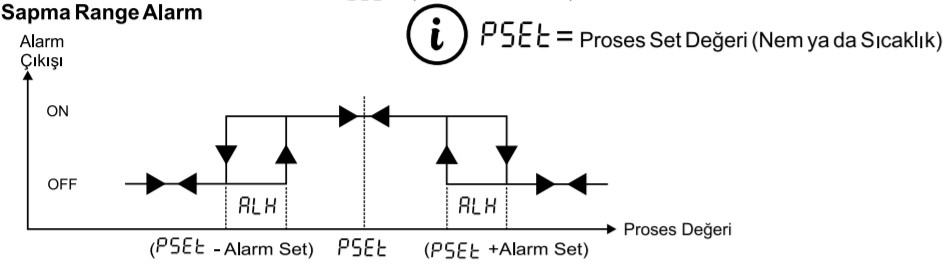 Sapma Range Alarm
i PSEt = Proses Set Değeri (Nem ya da Sıcaklık)
Alarm
Çıkışı
ON
OFF
ALH ALH
Proses Değeri
(PSEt - Alarm Set) PSEt (PSEt +Alarm Set)